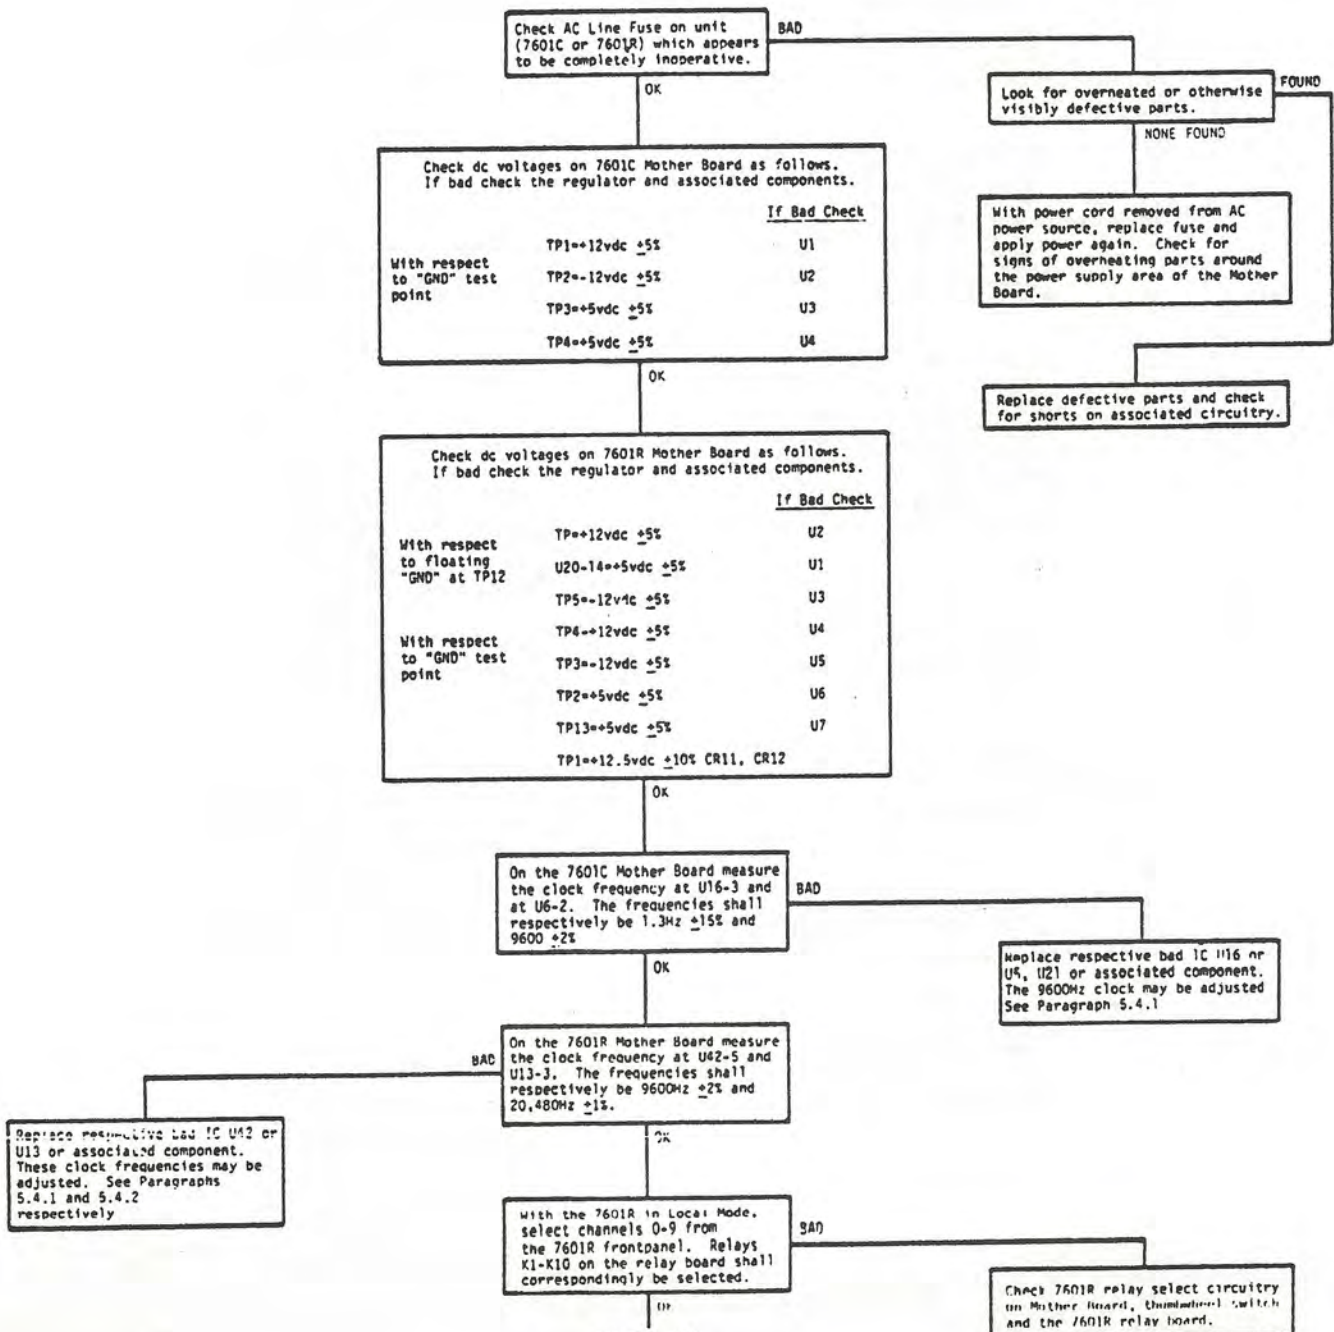 Check AC Line Fuse on unit
(7601C or 7601R) which appears
to be completely inoperative.
BAD
OK
Look for overneated or otherwise
visibly defective parts.
FOUND
NONE FOUND
With power cord removed from AC
power source, replace fuse and
apply power again. Check for
signs of overheating parts around
the power supply area of the Mother
Board.
Replace defective parts and check
for shorts on associated circuitry.
Check dc voltages on 7601C Mother Board as follows.
If bad check the regulator and associated components.
If Bad Check
With respect
to "GND" test
point
TP1=+12vdc ±5% U1
TP2=-12vdc ±5% U2
TP3=+5vdc ±5% U3
TP4=+5vdc ±5% U4
OK
Check dc voltages on 7601R Mother Board as follows.
If bad check the regulator and associated components.
If Bad Check
With respect
to floating
"GND" at TP12
TP=+12vdc ±5% U2
U20-14=+5vdc ±5% U1
TP5=-12vdc ±5% U3
With respect
to "GND" test
point
TP4=+12vdc ±5% U4
TP3=-12vdc ±5% U5
TP2=+5vdc ±5% U6
TP13=+5vdc ±5% U7
TP1=+12.5vdc ±10% CR11, CR12
OK
On the 7601C Mother Board measure
the clock frequency at U16-3 and
at U6-2. The frequencies shall
respectively be 1.3Hz ±15% and
9600 ±2%
BAD
OK
Replace respective bad IC U16 or
U5, U21 or associated component.
The 9600Hz clock may be adjusted
See Paragraph 5.4.1
On the 7601R Mother Board measure
the clock frequency at U42-5 and
U13-3. The frequencies shall
respectively be 9600Hz ±2% and
20,480Hz ±1%.
BAD
OK
Replace respective bad IC U42 or
U13 or associated component.
These clock frequencies may be
adjusted. See Paragraphs
5.4.1 and 5.4.2
respectively
With the 7601R in Local Mode,
select channels 0-9 from
the 7601R frontpanel. Relays
K1-K10 on the relay board shall
correspondingly be selected.
BAD
OK
Check 7601R relay select circuitry
on Mother Board, thumbwheel switch
and the 7601R relay board.